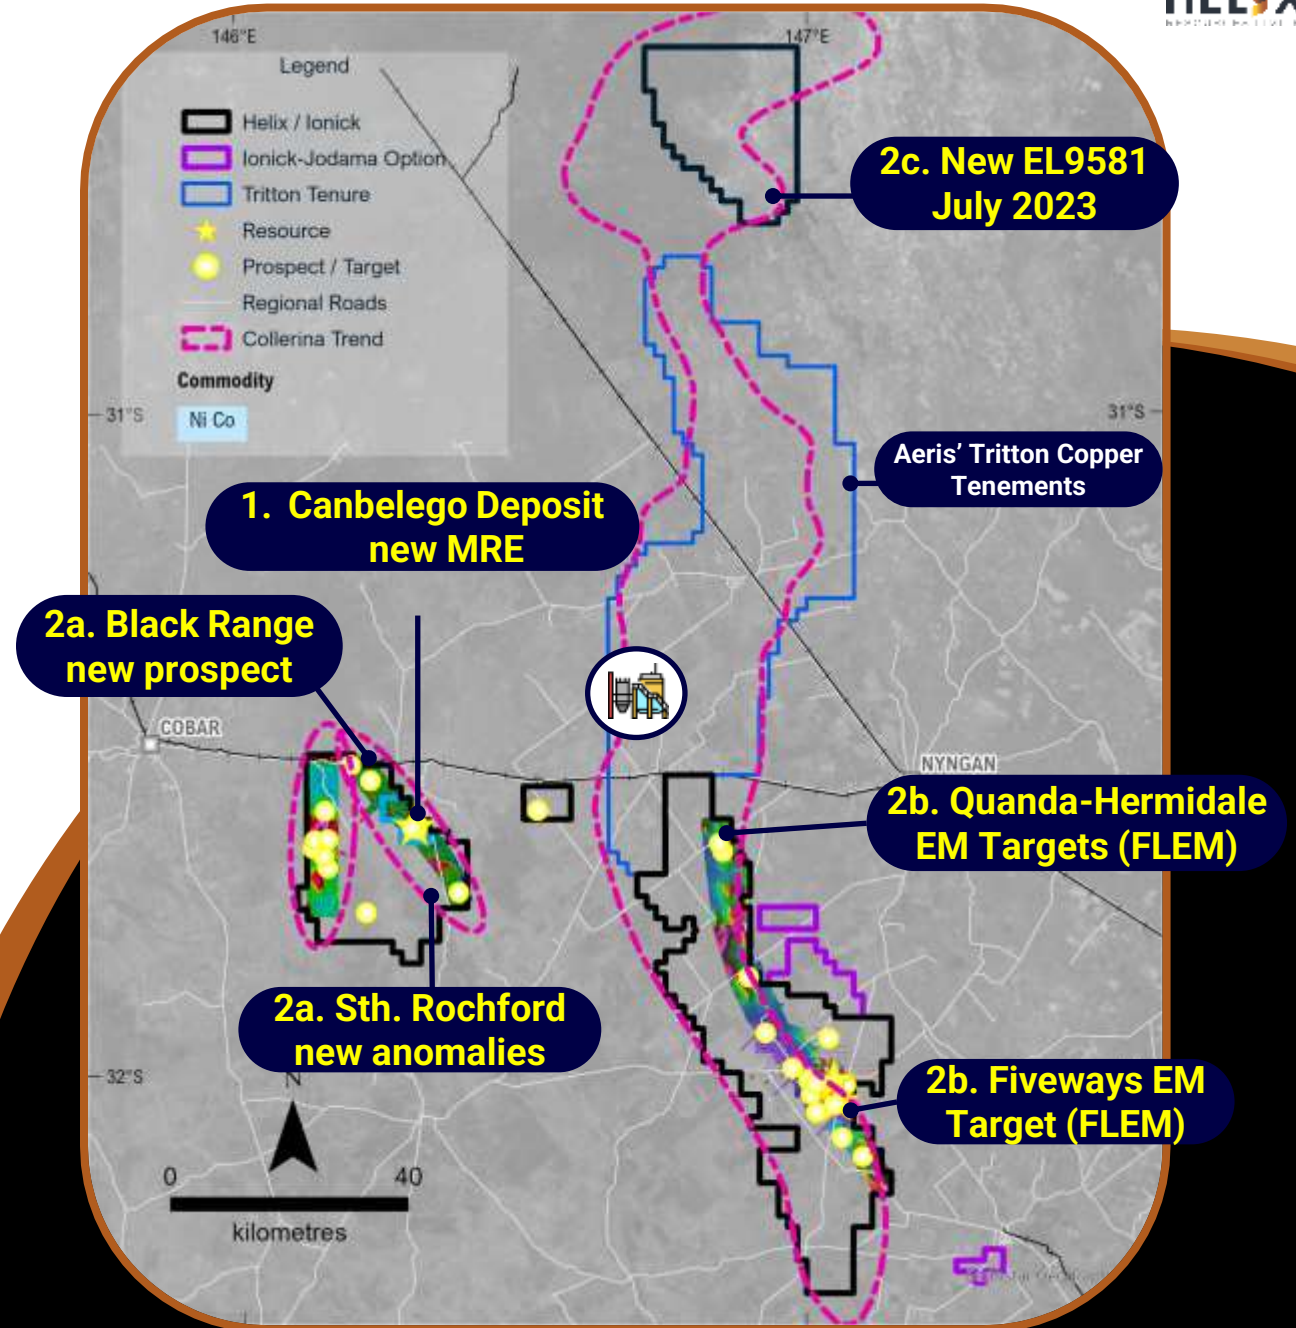 HELIX
146°E
147°E
Legend
Helix / Ionick
Ionick-Jodama Option
Tritton Tenure
Resource
Prospect / Target
Regional Roads
Collerina Trend
Commodity
Ni Co
2c. New EL9581
July 2023
31°S
31°S
Aeris’ Tritton Copper
Tenements
1. Canbelego Deposit
new MRE
2a. Black Range
new prospect
COBAR
NYNGAN
2b. Quanda-Hermidale
EM Targets (FLEM)
2a. Sth. Rochford
new anomalies
32°S
N
2b. Fiveways EM
Target (FLEM)
0
40
kilometres